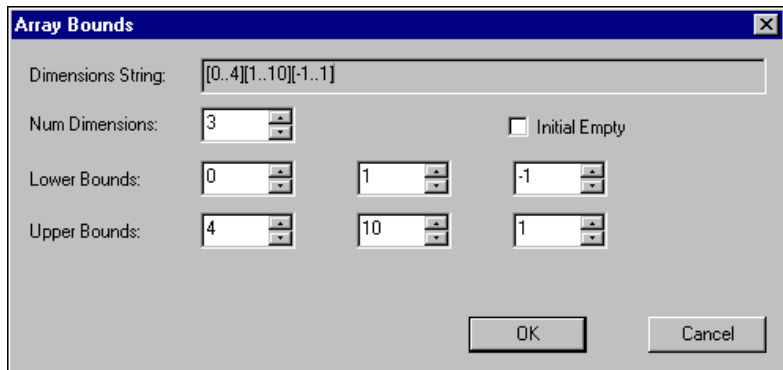 Array Bounds
Dimensions String: [0..4][1..10][-1..1]
Num Dimensions: 3 Initial Empty
Lower Bounds: 0 1 -1
Upper Bounds: 4 10 1
OK Cancel